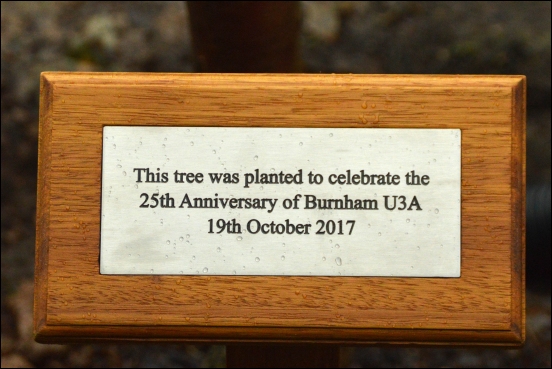 This tree was planted to celebrate the
25th Anniversary of Burnham U3A
19th October 2017